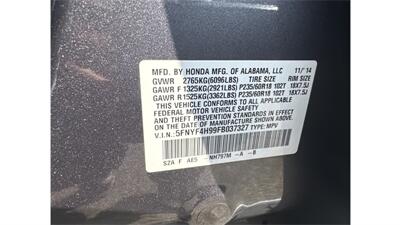 MFD. BY HONDA MFG. OF ALABAMA, LLC 11/14
GVWR 2765KG(6096LBS) TIRE SIZE RIM SIZE
GAWR F 1325KG(2921LBS) P235/60R18 102T 18X7.5J
GAWR R1525KG(3362LBS) P235/60R18 102T 18X7.5J
THIS VEHICLE CONFORMS TO ALL APPLICABLE
FEDERAL MOTOR VEHICLE SAFETY AND THEFT PREVENTION
STANDARDS IN EFFECT ON THE DATE OF
MANUFACTURE SHOWN ABOVE.
V.I.N.: 5FNYF4H99FB037327 TYPE: MPV
SZA F AE5 -NH797M -A -B